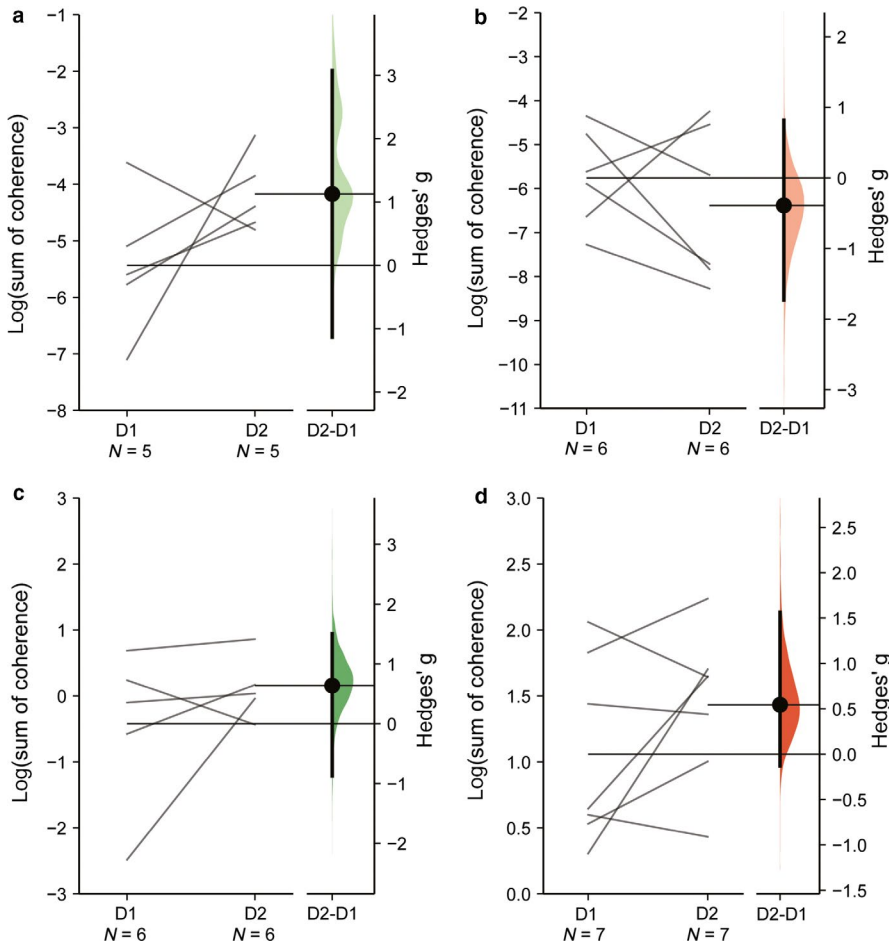 a
Log(sum of coherence)
−1
−2
−3
−4
−5
−6
−7
−8
3
2
1
0
−1
−2
Hedges' g
D1 D2 D2-D1
N = 5 N = 5
b
Log(sum of coherence)
−2
−3
−4
−5
−6
−7
−8
−9
−10
−11
2
1
0
−1
−2
−3
Hedges' g
D1 D2 D2-D1
N = 6 N = 6
c
Log(sum of coherence)
3
2
1
0
−1
−2
−3
3
2
1
0
−1
−2
Hedges' g
D1 D2 D2-D1
N = 6 N = 6
d
Log(sum of coherence)
3.0
2.5
2.0
1.5
1.0
0.5
0.0
2.5
2.0
1.5
1.0
0.5
0.0
−0.5
−1.0
−1.5
Hedges' g
D1 D2 D2-D1
N = 7 N = 7